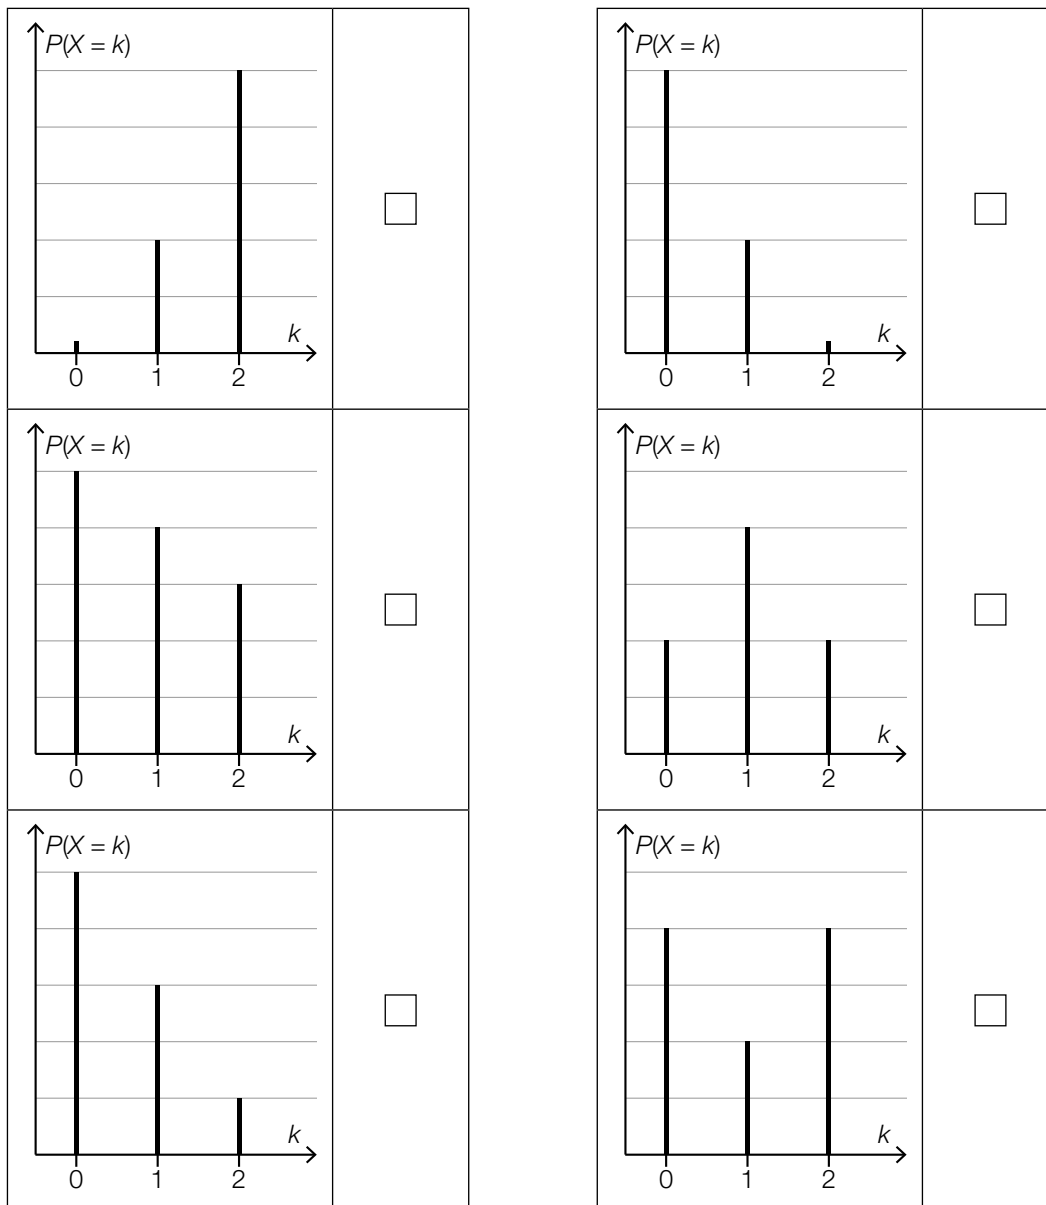 P(X = k)
k
0 1 2
P(X = k)
k
0 1 2
P(X = k)
k
0 1 2
P(X = k)
k
0 1 2
P(X = k)
k
0 1 2
P(X = k)
k
0 1 2